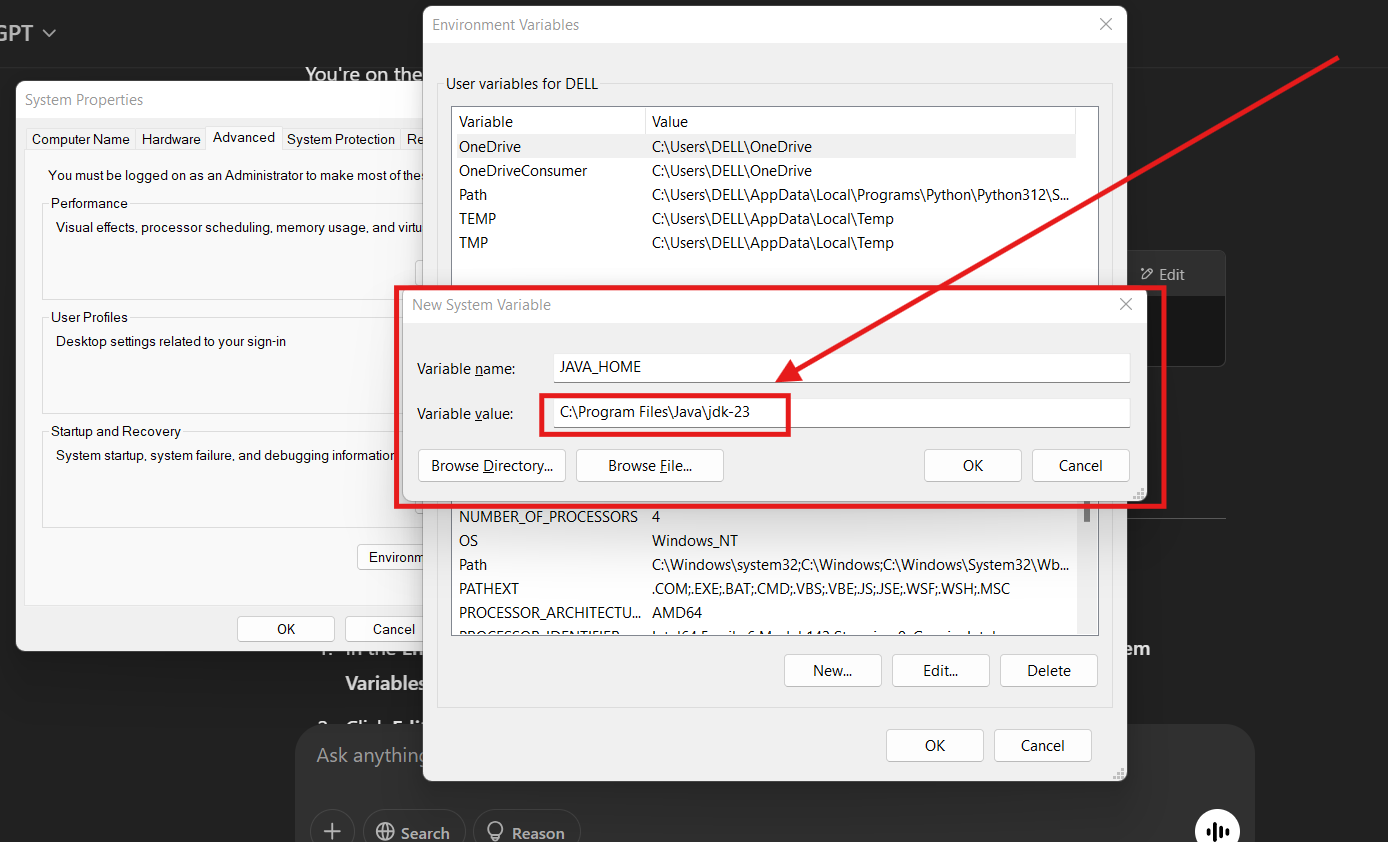 GPT
You're on the
System Properties
Computer Name Hardware Advanced System Protection Re
You must be logged on as an Administrator to make most of these
Performance
Visual effects, processor scheduling, memory usage, and virtu
User Profiles
Desktop settings related to your sign-in
Startup and Recovery
System startup, system failure, and debugging information
Environm
OK Cancel
Environment Variables
User variables for DELL
Variable Value
OneDrive C:\Users\DELL\OneDrive
OneDriveConsumer C:\Users\DELL\OneDrive
Path C:\Users\DELL\AppData\Local\Programs\Python\Python312\S...
TEMP C:\Users\DELL\AppData\Local\Temp
TMP C:\Users\DELL\AppData\Local\Temp
Edit
New System Variable
Variable name: JAVA_HOME
Variable value: C:\Program Files\Java\jdk-23
Browse Directory... Browse File... OK Cancel
NUMBER_OF_PROCESSORS 4
OS Windows_NT
Path C:\Windows\system32;C:\Windows;C:\Windows\System32\Wb...
PATHEXT .COM;.EXE;.BAT;.CMD;.VBS;.VBE;.JS;.JSE;.WSF;.WSH;.MSC
PROCESSOR_ARCHITECTU... AMD64
New... Edit... Delete
OK Cancel
1. In the En
em
Variables
2. Click Edi
Ask anything
Search Reason